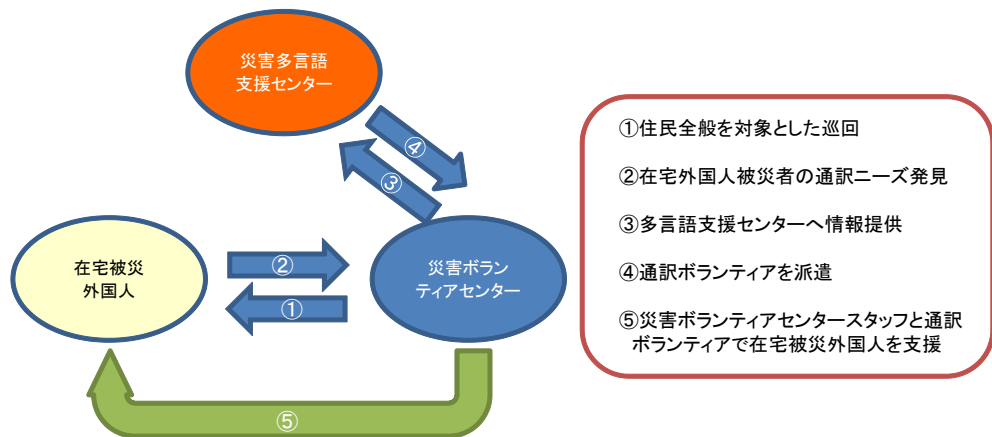 災害多言語
支援センター
④
③
在宅被災
外国人
②
①
災害ボラン
ティアセンター
⑤
①住民全般を対象とした巡回
②在宅外国人被災者の通訳ニーズ発見
③多言語支援センターへ情報提供
④通訳ボランティアを派遣
⑤災害ボランティアセンタースタッフと通訳
ボランティアで在宅被災外国人を支援